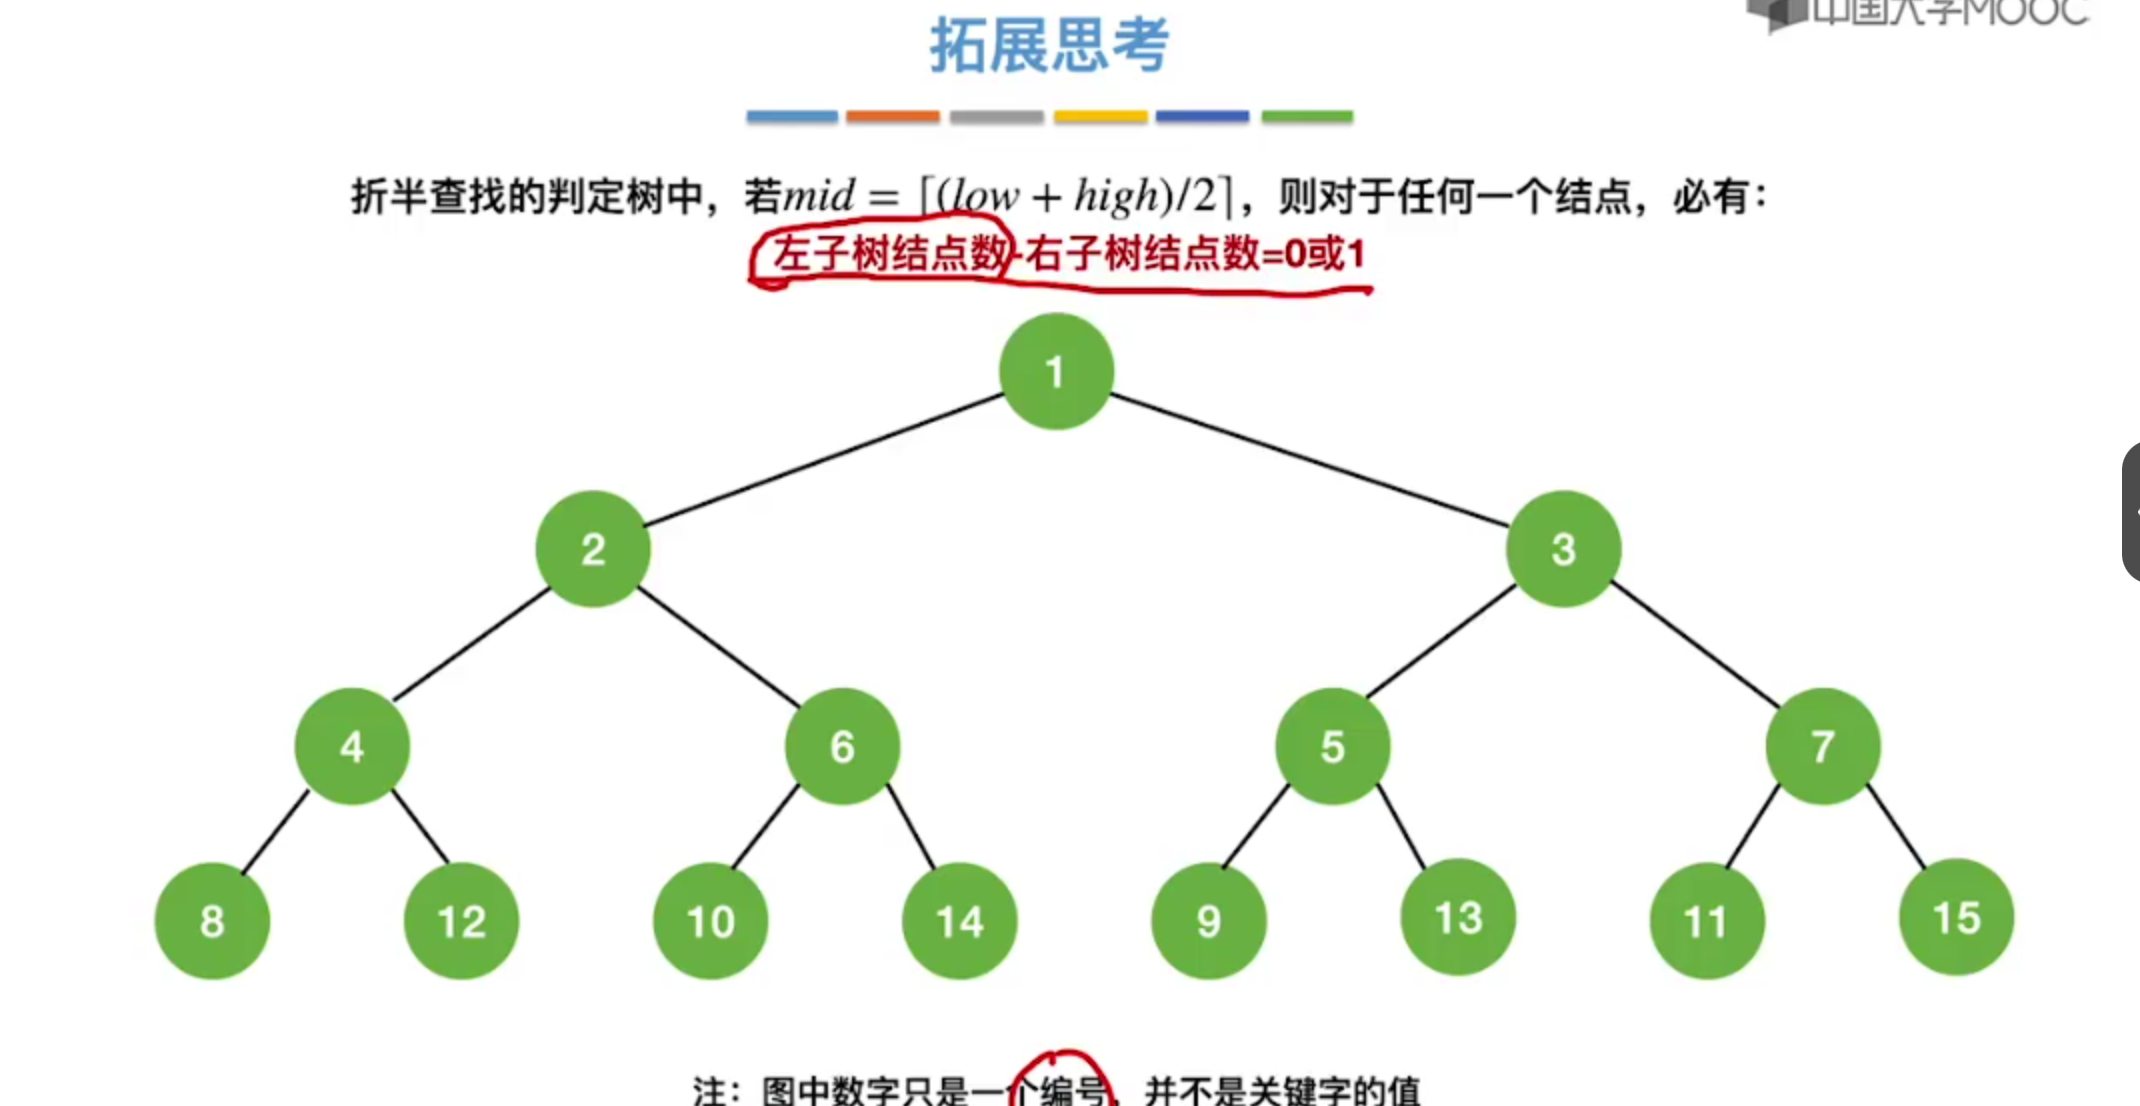 中国大学MOOC
拓展思考
折半查找的判定树中，若mid = ⌈(low + high)/2⌉，则对于任何一个结点，必有：
左子树结点数-右子树结点数=0或1
1
2 3
4 6 5 7
8 12 10 14 9 13 11 15
注：图中数字只是一个编号，并不是关键字的值